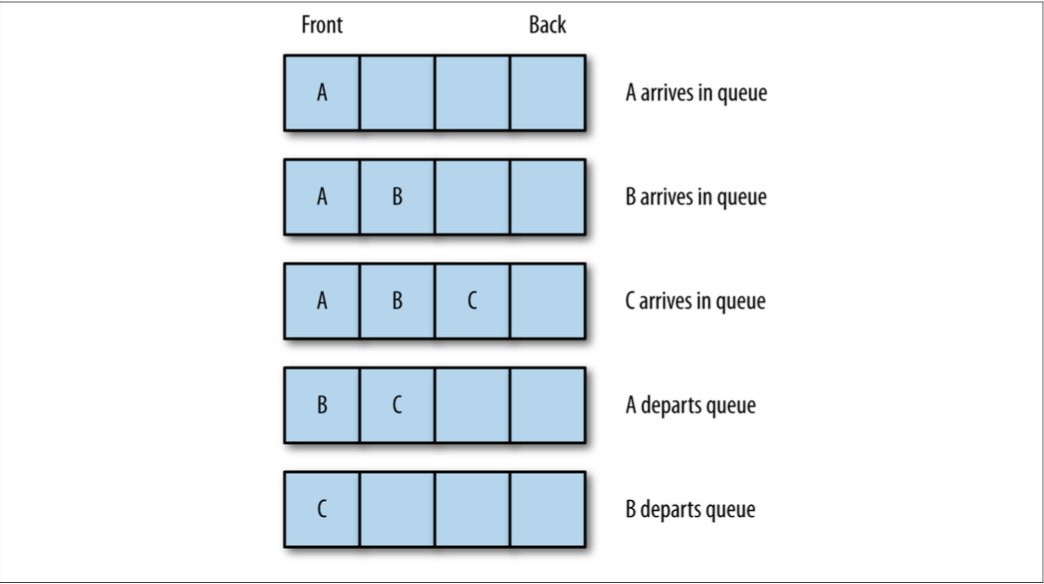 Front Back
A A arrives in queue
A B B arrives in queue
A B C C arrives in queue
B C A departs queue
C B departs queue